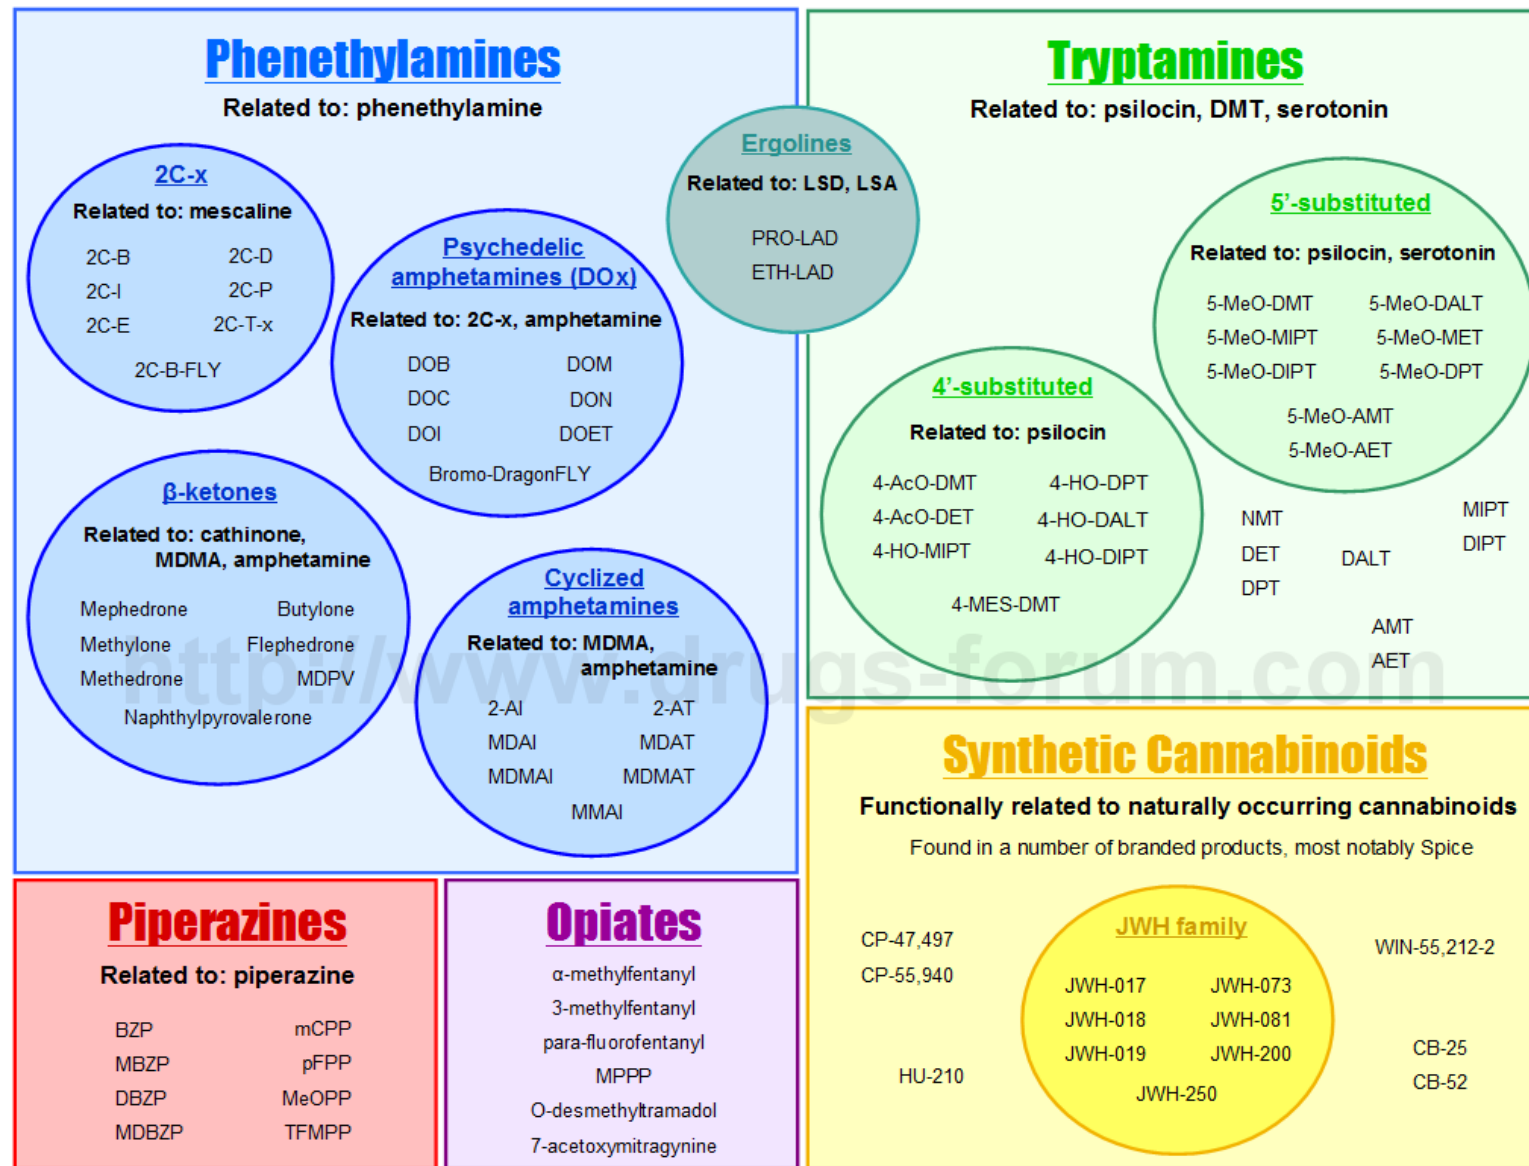 Phenethylamines
Related to: phenethylamine
2C-x
Related to: mescaline
2C-B 2C-D
2C-I 2C-P
2C-E 2C-T-x
2C-B-FLY
Psychedelic
amphetamines (DOx)
Related to: 2C-x, amphetamine
DOB DOM
DOC DON
DOI DOET
Bromo-DragonFLY
β-ketones
Related to: cathinone,
MDMA, amphetamine
Mephedrone Butylone
Methylone Flephedrone
Methedrone MDPV
Naphthylpyrovalerone
Cyclized
amphetamines
Related to: MDMA,
amphetamine
2-AI 2-AT
MDAI MDAT
MDMAI MDMAT
MMAI
Ergolines
Related to: LSD, LSA
PRO-LAD
ETH-LAD
Tryptamines
Related to: psilocin, DMT, serotonin
5’-substituted
Related to: psilocin, serotonin
5-MeO-DMT 5-MeO-DALT
5-MeO-MIPT 5-MeO-MET
5-MeO-DIPT 5-MeO-DPT
5-MeO-AMT
5-MeO-AET
4’-substituted
Related to: psilocin
4-AcO-DMT 4-HO-DPT
4-AcO-DET 4-HO-DALT
4-HO-MIPT 4-HO-DIPT
4-MES-DMT
NMT
DET
DPT
DALT
MIPT
DIPT
AMT
AET
http://www.drugs-forum.com
Piperazines
Related to: piperazine
BZP mCPP
MBZP pFPP
DBZP MeOPP
MDBZP TFMPP
Opiates
α-methylfentanyl
3-methylfentanyl
para-fluorofentanyl
MPPP
O-desmethyltramadol
7-acetoxymitragynine
Synthetic Cannabinoids
Functionally related to naturally occurring cannabinoids
Found in a number of branded products, most notably Spice
CP-47,497
CP-55,940
HU-210
JWH family
JWH-017 JWH-073
JWH-018 JWH-081
JWH-019 JWH-200
JWH-250
WIN-55,212-2
CB-25
CB-52